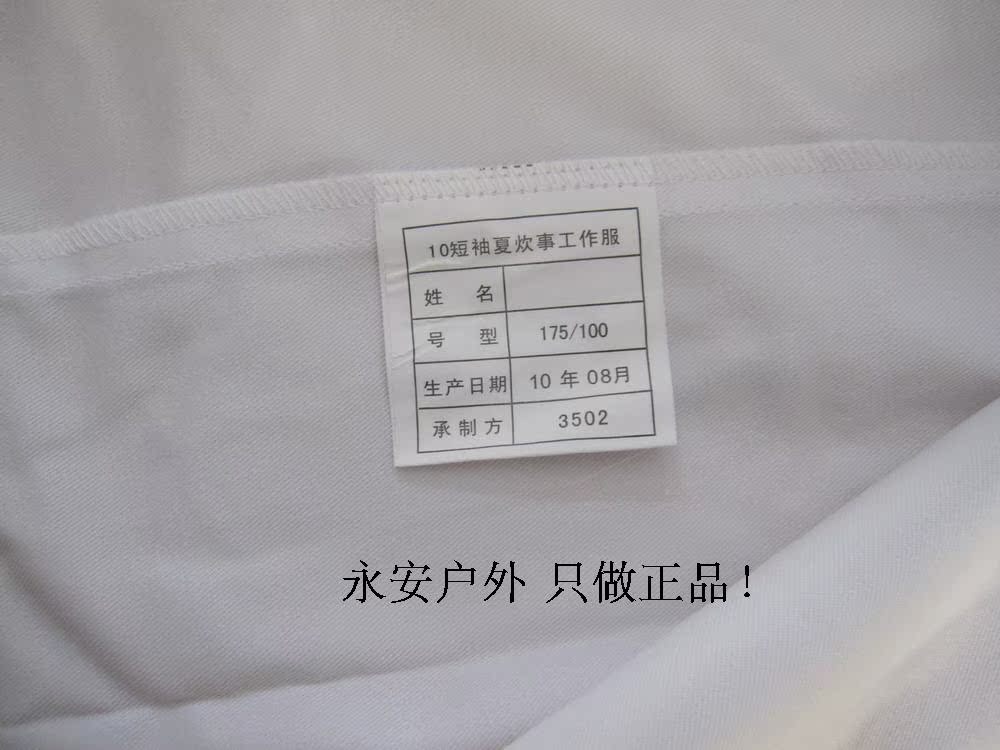 10短袖夏炊事工作服
姓 名
号 型 175/100
生产日期 10 年 08月
承制方 3502
永安户外 只做正品！